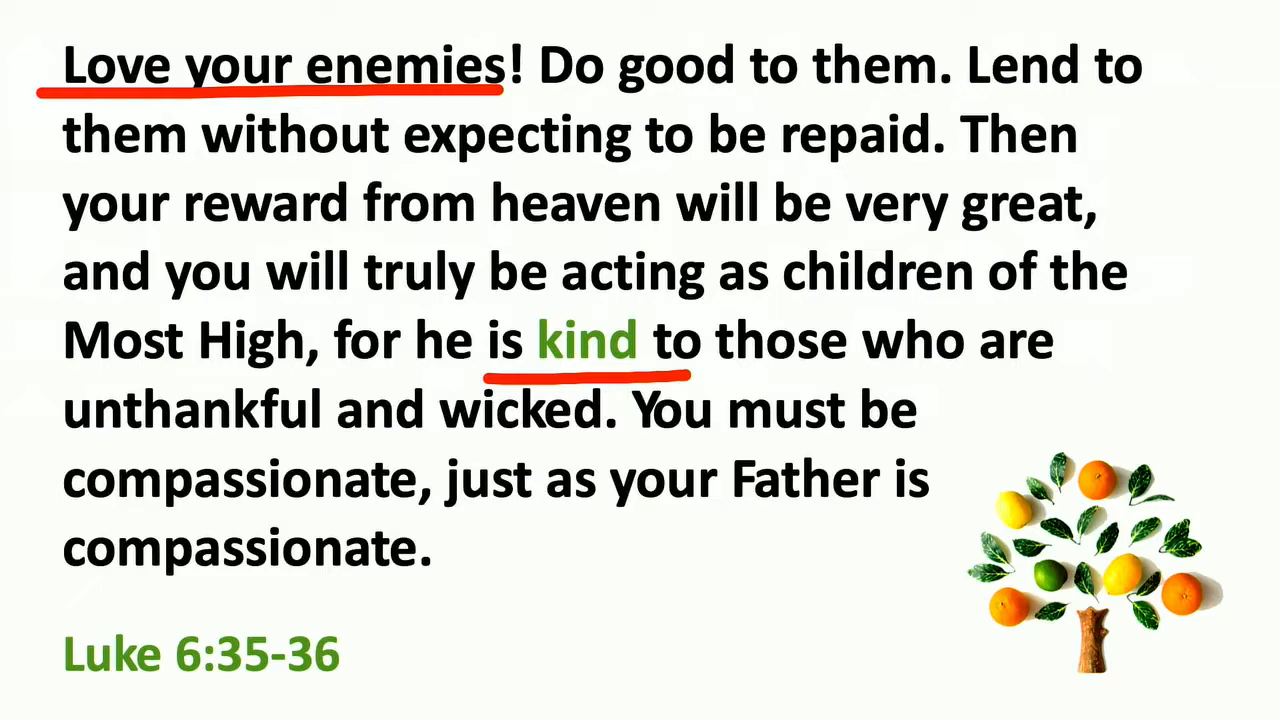 Love your enemies! Do good to them. Lend to
them without expecting to be repaid. Then
your reward from heaven will be very great,
and you will truly be acting as children of the
Most High, for he is kind to those who are
unthankful and wicked. You must be
compassionate, just as your Father is
compassionate.
Luke 6:35-36